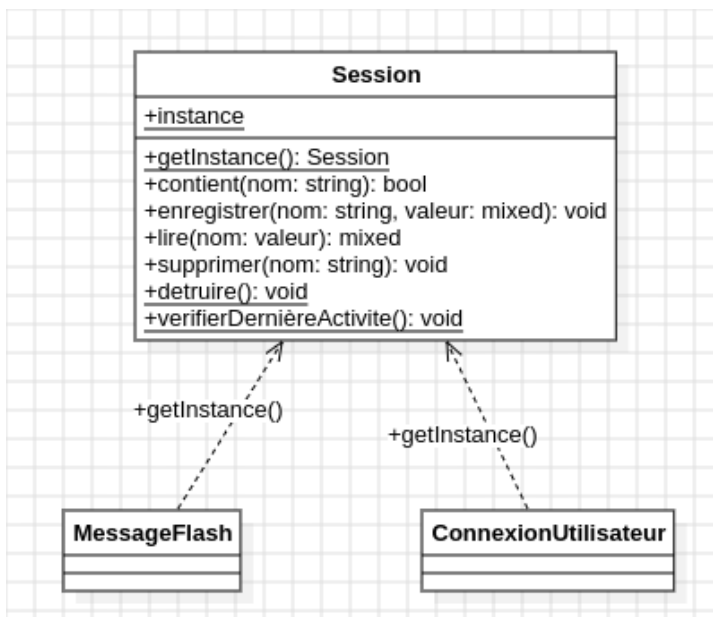 Session
+instance
+getInstance(): Session
+contient(nom: string): bool
+enregistrer(nom: string, valeur: mixed): void
+lire(nom: valeur): mixed
+supprimer(nom: string): void
+detruire(): void
+verifierDernièreActivite(): void
+getInstance()
+getInstance()
MessageFlash
ConnexionUtilisateur